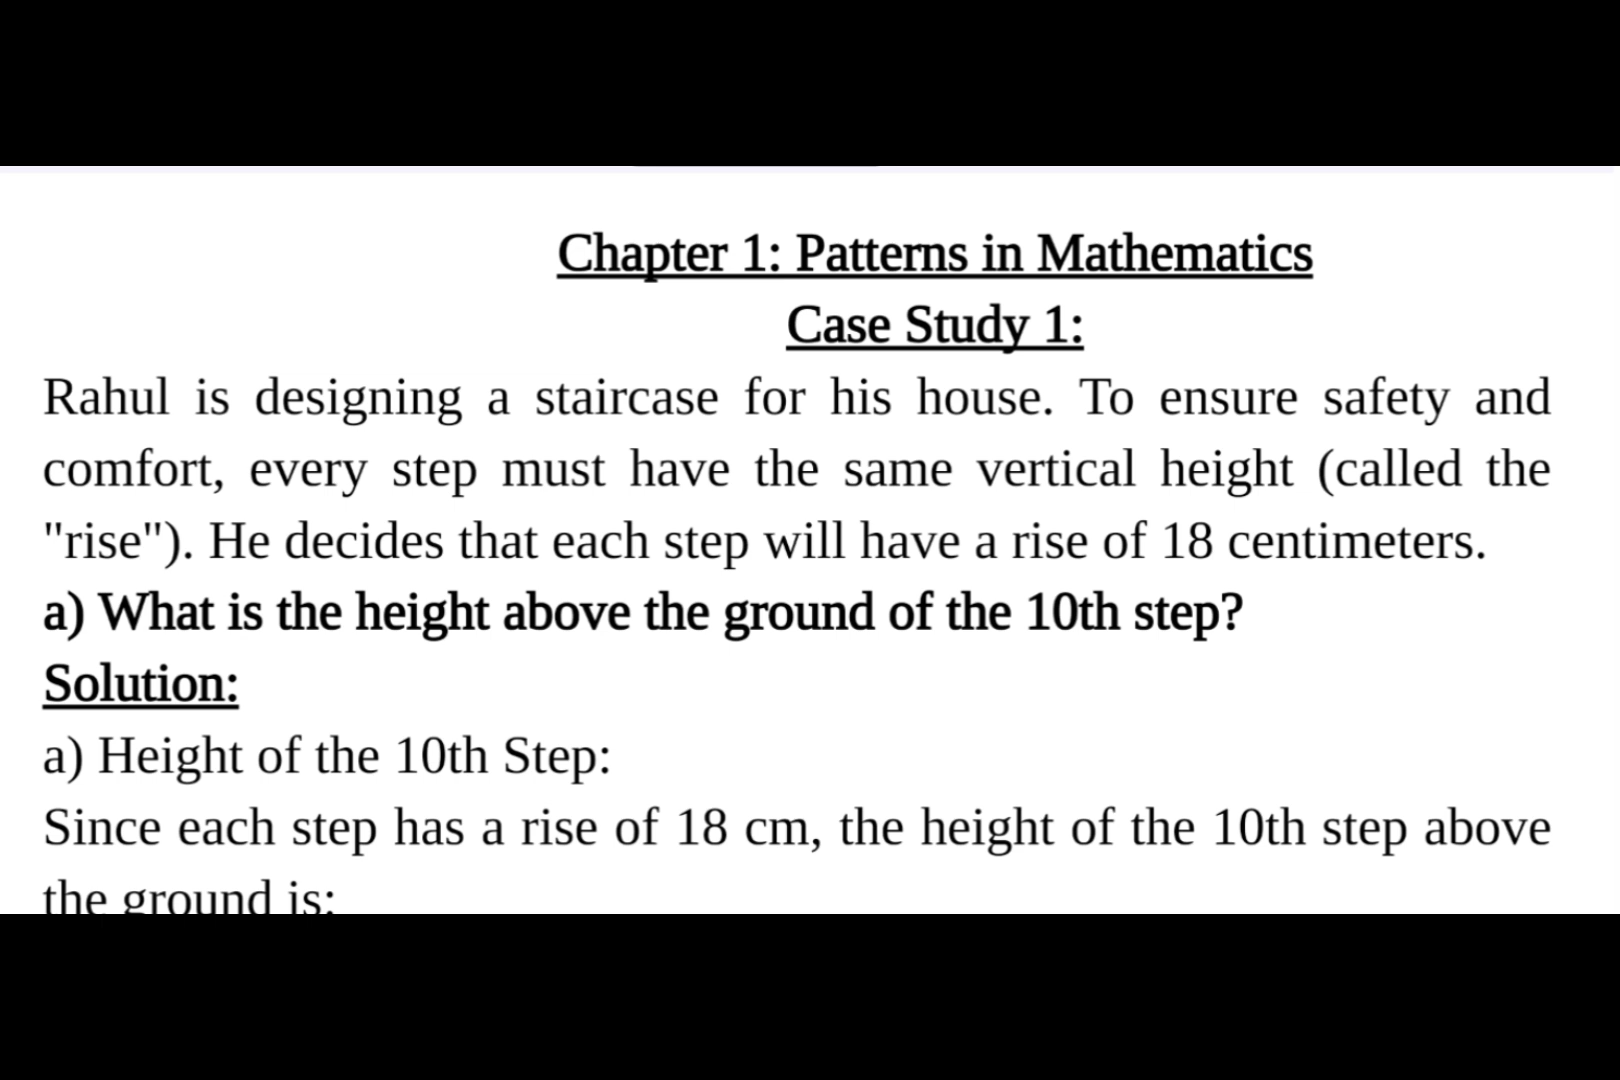 Chapter 1: Patterns in Mathematics
Case Study 1:
Rahul is designing a staircase for his house. To ensure safety and
comfort, every step must have the same vertical height (called the
"rise"). He decides that each step will have a rise of 18 centimeters.
a) What is the height above the ground of the 10th step?
Solution:
a) Height of the 10th Step:
Since each step has a rise of 18 cm, the height of the 10th step above
the ground is: